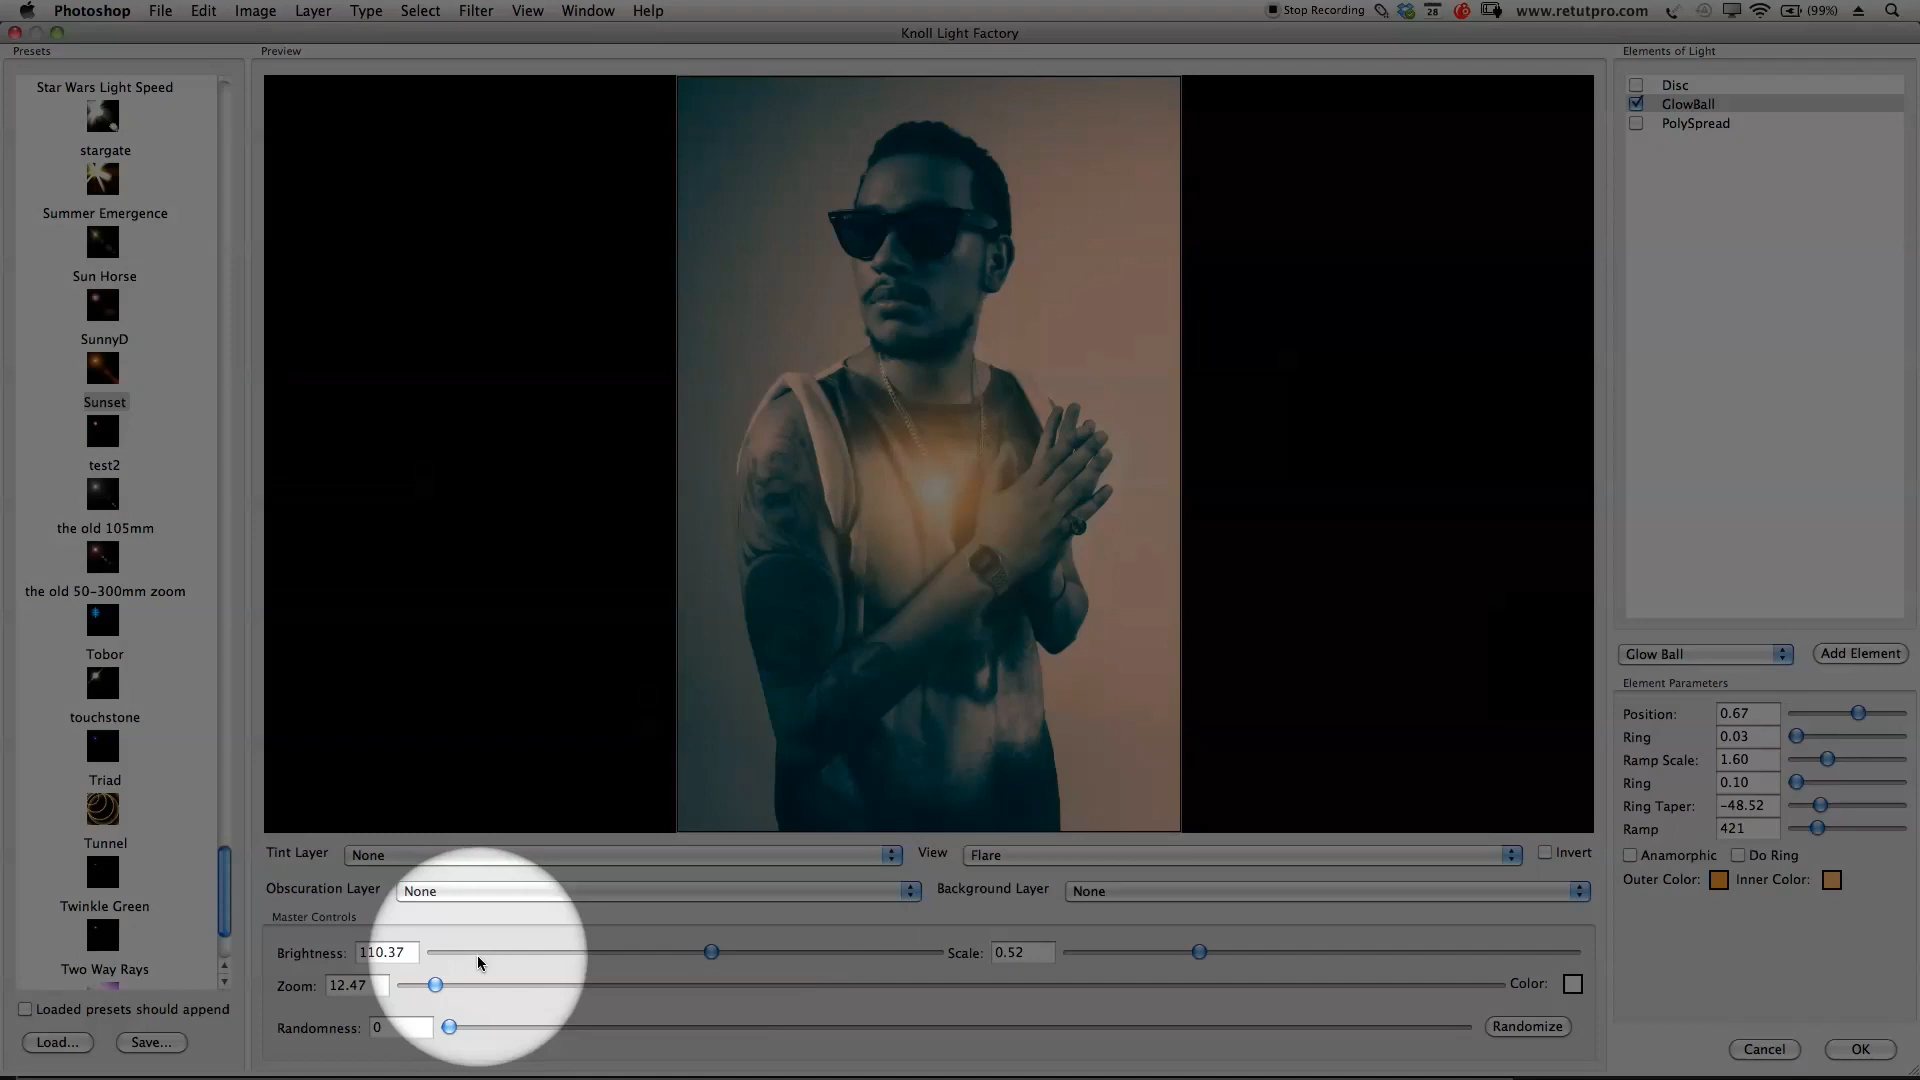 Photoshop File Edit Image Layer Type Select Filter View Window Help Stop Recording 28 www.retutpro.com (99%)
Knoll Light Factory
Presets
Star Wars Light Speed
stargate
Summer Emergence
Sun Horse
SunnyD
Sunset
test2
the old 105mm
the old 50-300mm zoom
Tobor
touchstone
Triad
Tunnel
Twinkle Green
Two Way Rays
Loaded presets should append
Load... Save...
Preview
Tint Layer None View Flare Invert
Obscuration Layer None Background Layer None
Master Controls
Brightness: 110.37 Scale: 0.52
Zoom: 12.47 Color:
Randomness: 0 Randomize
Elements of Light
Disc
GlowBall
PolySpread
Glow Ball Add Element
Element Parameters
Position: 0.67
Ring 0.03
Ramp Scale: 1.60
Ring 0.10
Ring Taper: -48.52
Ramp 421
Anamorphic Do Ring
Outer Color: Inner Color:
Cancel OK